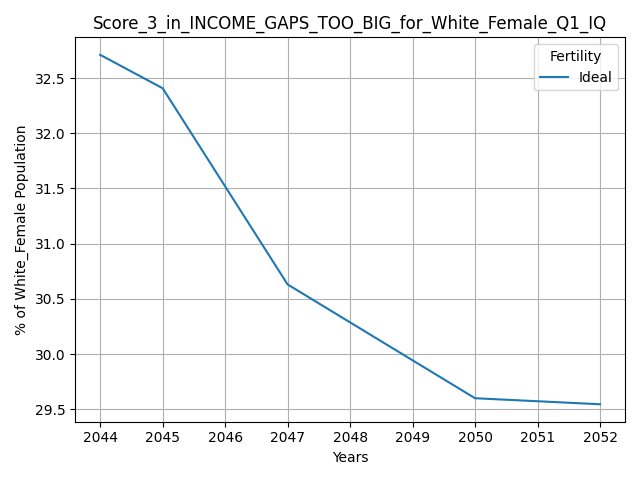 Score_3_in_INCOME_GAPS_TOO_BIG_for_White_Female_Q1_IQ
Fertility
Ideal
32.5
32.0
31.5
31.0
30.5
30.0
29.5
% of White_Female Population
2044 2045 2046 2047 2048 2049 2050 2051 2052
Years